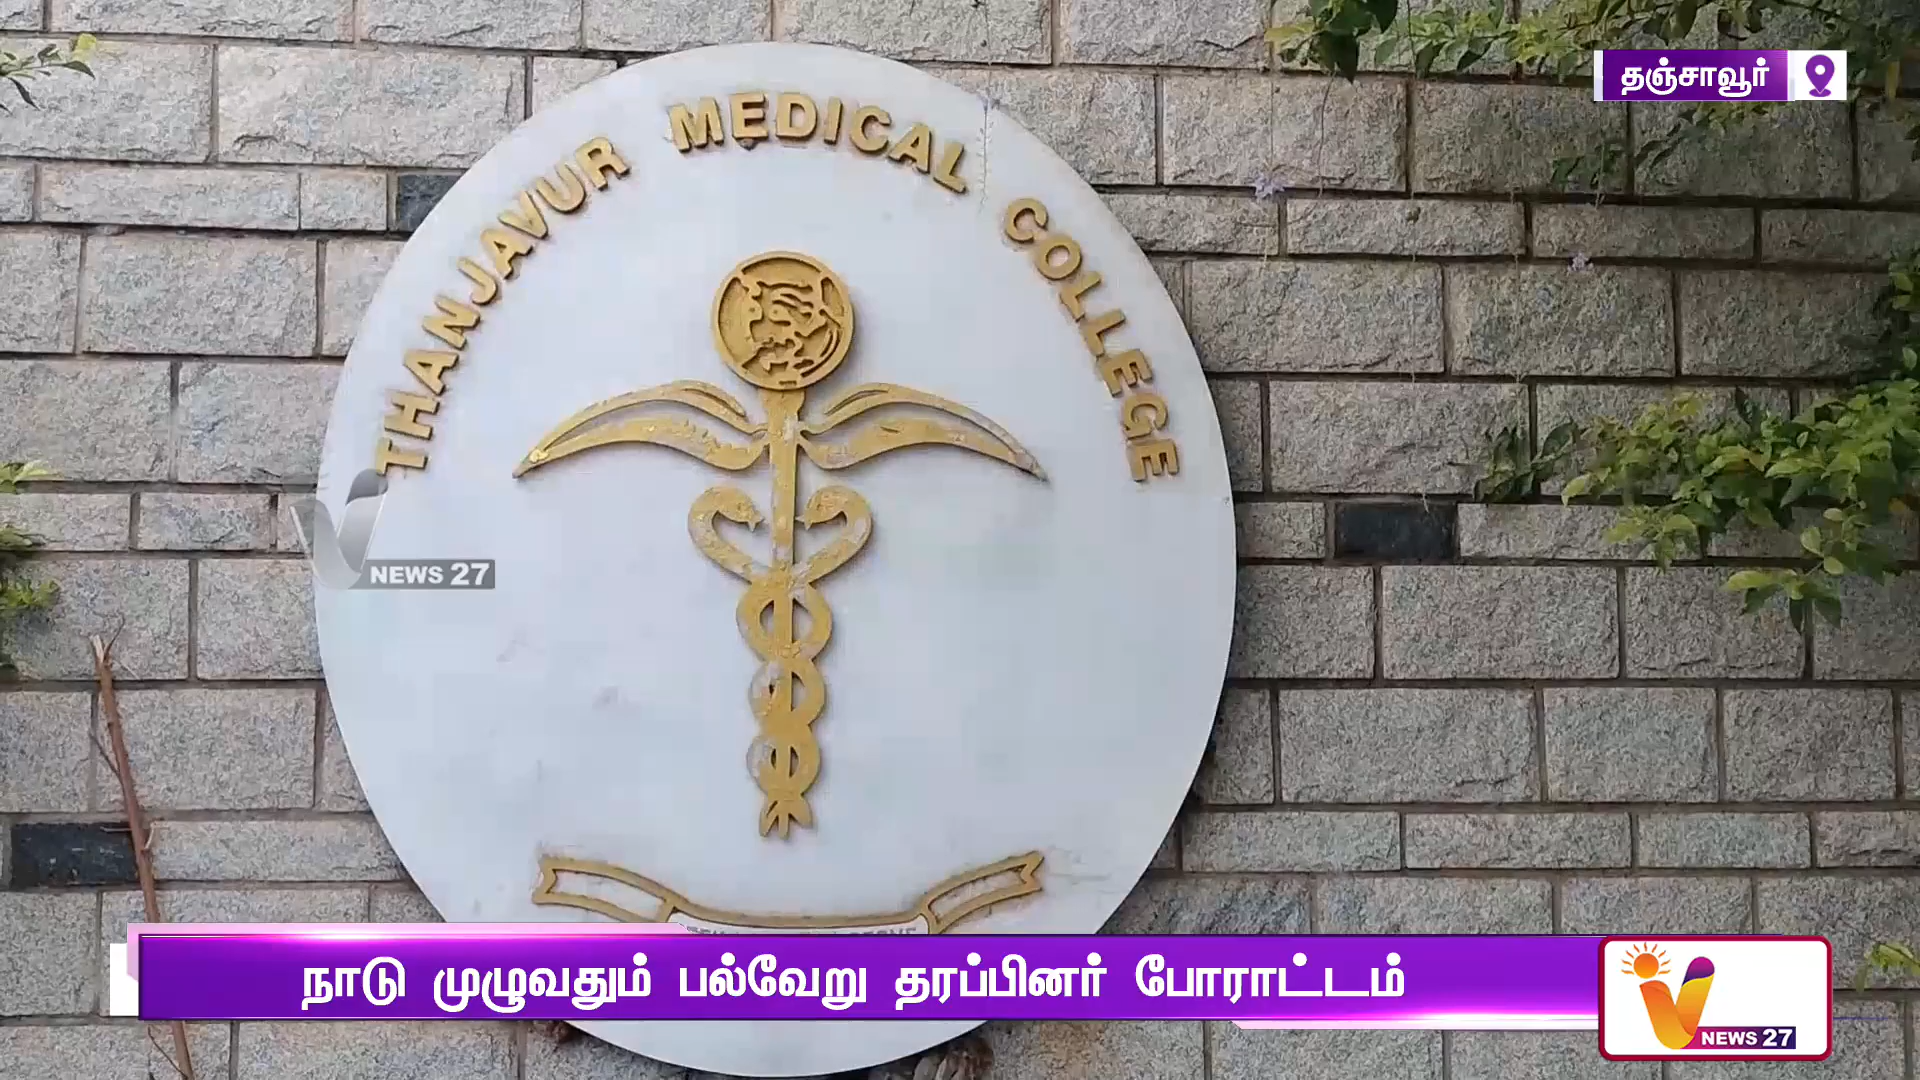 தஞ்சாவூர்
THANJAVUR MEDICAL COLLEGE
NEWS 27
நாடு முழுவதும் பல்வேறு தரப்பினர் போராட்டம்
NEWS 27